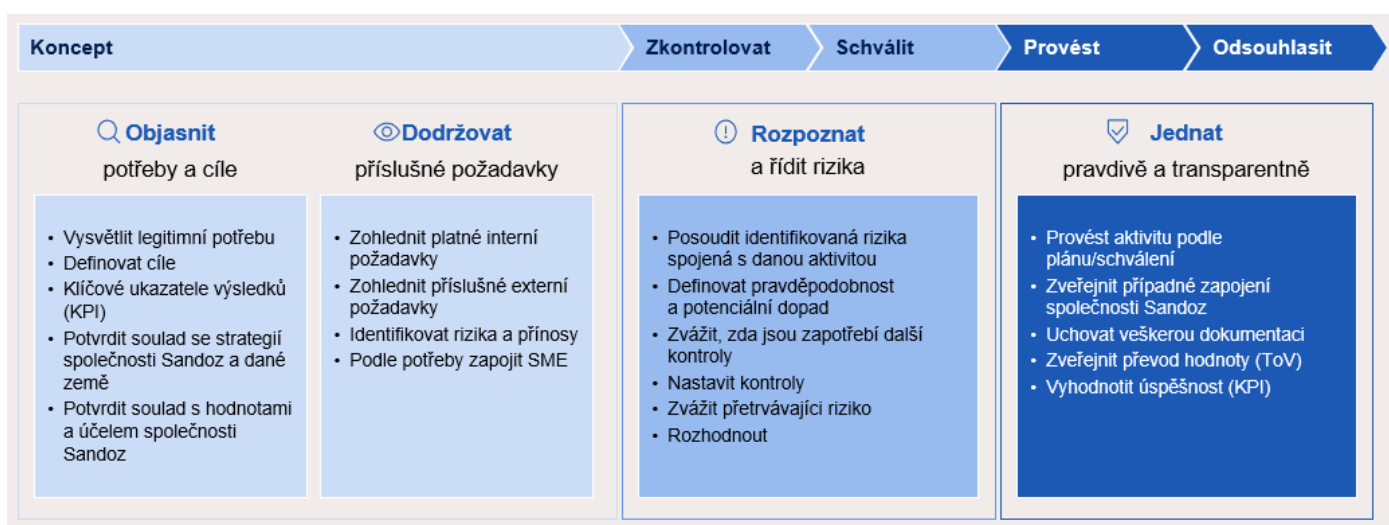 Koncept
Zkontrolovat
Schválit
Provést
Odsouhlasit
Objasnit
potřeby a cíle
• Vysvětlit legitimní potřebu
• Definovat cíle
• Klíčové ukazatele výsledků
(KPI)
• Potvrdit soulad se strategií
společnosti Sandoz a dané
země
• Potvrdit soulad s hodnotami
a účelem společnosti
Sandoz
Dodržovat
příslušné požadavky
• Zohlednit platné interní
požadavky
• Zohlednit příslušné externí
požadavky
• Identifikovat rizika a přínosy
• Podle potřeby zapojit SME
Rozpoznat
a řídit rizika
• Posoudit identifikovaná rizika
spojená s danou aktivitou
• Definovat pravděpodobnost
a potenciální dopad
• Zvážit, zda jsou zapotřebí další
kontroly
• Nastavit kontroly
• Zvážit přetrvávajíci riziko
• Rozhodnout
Jednat
pravdivě a transparentně
• Provést aktivitu podle
plánu/schválení
• Zveřejnit případné zapojení
společnosti Sandoz
• Uchovat veškerou dokumentaci
• Zveřejnit převod hodnoty (ToV)
• Vyhodnotit úspěšnost (KPI)